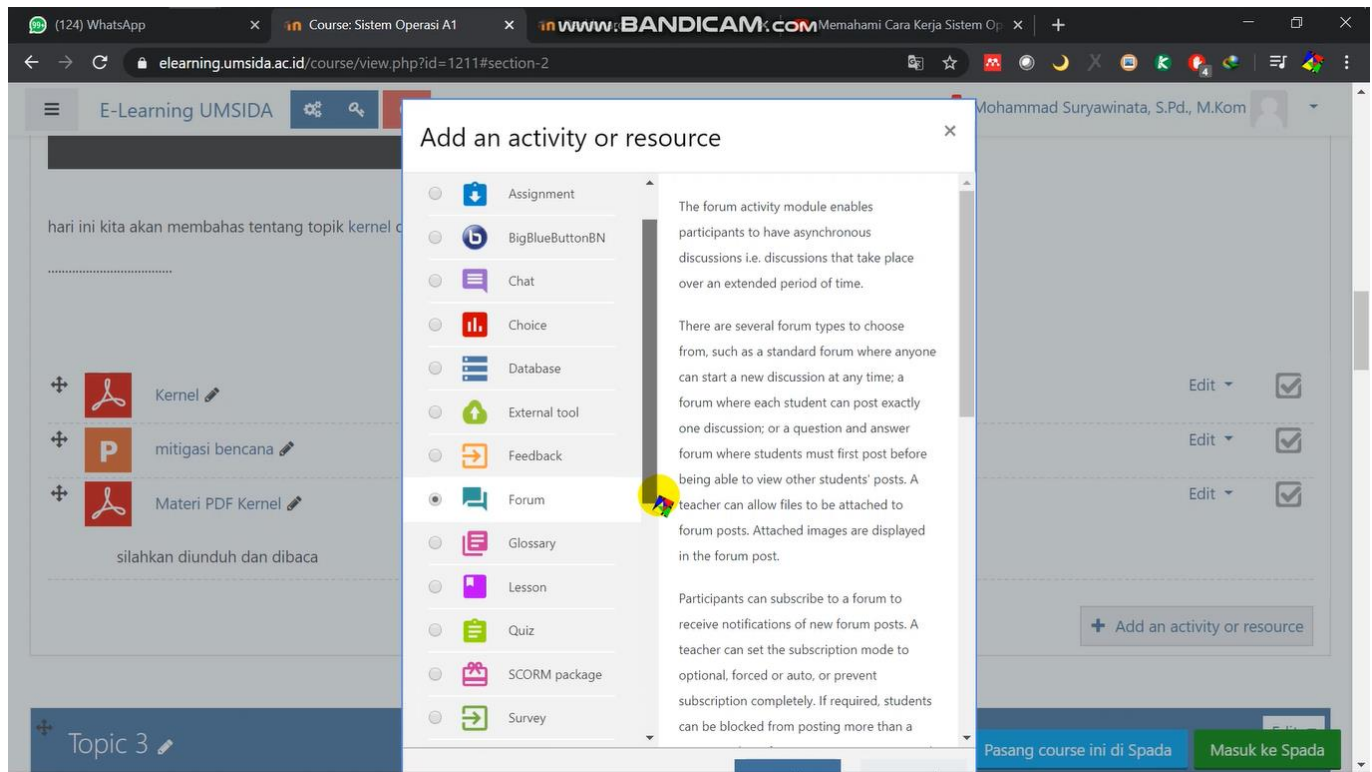 (124) WhatsApp
Course: Sistem Operasi A1
www.BANDICAM.com
Memahami Cara Kerja Sistem Op
elearning.umsida.ac.id/course/view.php?id=1211#section-2
E-Learning UMSIDA
Mohammad Suryawinata, S.Pd., M.Kom
hari ini kita akan membahas tentang topik kernel
Kernel
Edit
mitigasi bencana
Edit
Materi PDF Kernel
Edit
silahkan diunduh dan dibaca
Add an activity or resource
Topic 3
Add an activity or resource
Assignment
BigBlueButtonBN
Chat
Choice
Database
External tool
Feedback
Forum
Glossary
Lesson
Quiz
SCORM package
Survey
The forum activity module enables
participants to have asynchronous
discussions i.e. discussions that take place
over an extended period of time.
There are several forum types to choose
from, such as a standard forum where anyone
can start a new discussion at any time; a
forum where each student can post exactly
one discussion; or a question and answer
forum where students must first post before
being able to view other students' posts. A
teacher can allow files to be attached to
forum posts. Attached images are displayed
in the forum post.
Participants can subscribe to a forum to
receive notifications of new forum posts. A
teacher can set the subscription mode to
optional, forced or auto, or prevent
subscription completely. If required, students
can be blocked from posting more than a
Pasang course ini di Spada
Masuk ke Spada